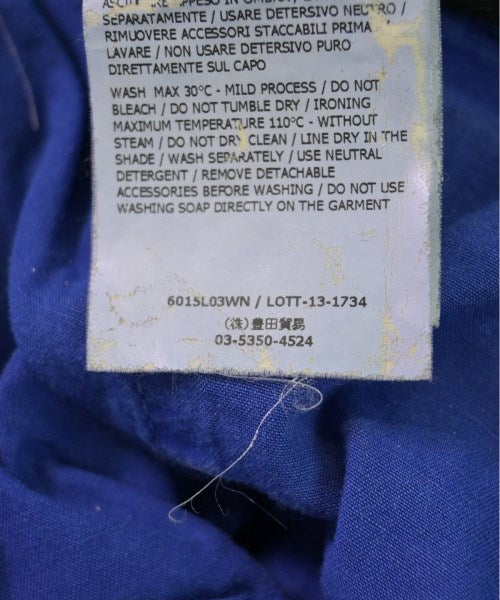 APPESO IN OMBRA /
SEPARATAMENTE / USARE DETERSIVO NEUTRO /
RIMUOVERE ACCESSORI STACCABILI PRIMA
LAVARE / NON USARE DETERSIVO PURO
DIRETTAMENTE SUL CAPO
WASH MAX 30°C - MILD PROCESS / DO NOT
BLEACH / DO NOT TUMBLE DRY / IRONING
MAXIMUM TEMPERATURE 110°C - WITHOUT
STEAM / DO NOT DRY CLEAN / LINE DRY IN THE
SHADE / WASH SEPARATELY / USE NEUTRAL
DETERGENT / REMOVE DETACHABLE
ACCESSORIES BEFORE WASHING / DO NOT USE
WASHING SOAP DIRECTLY ON THE GARMENT
6015L03WN / LOTT-13-1734
(株)豊田貿易
03-5350-4524